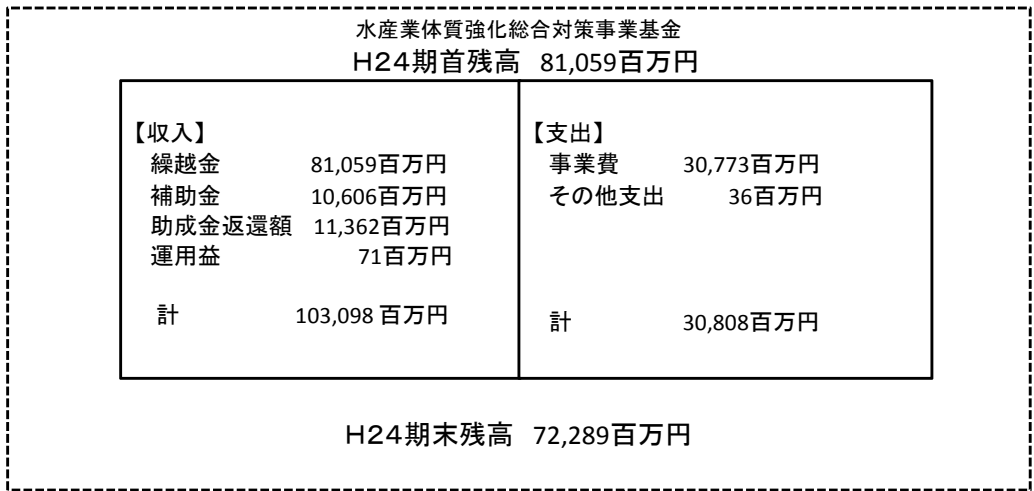 水産業体質強化総合対策事業基金
H24期首残高 81,059百万円
【収入】
繰越金 81,059百万円
補助金 10,606百万円
助成金返還額 11,362百万円
運用益 71百万円
計 103,098 百万円
【支出】
事業費 30,773百万円
その他支出 36百万円
計 30,808百万円
H24期末残高 72,289百万円